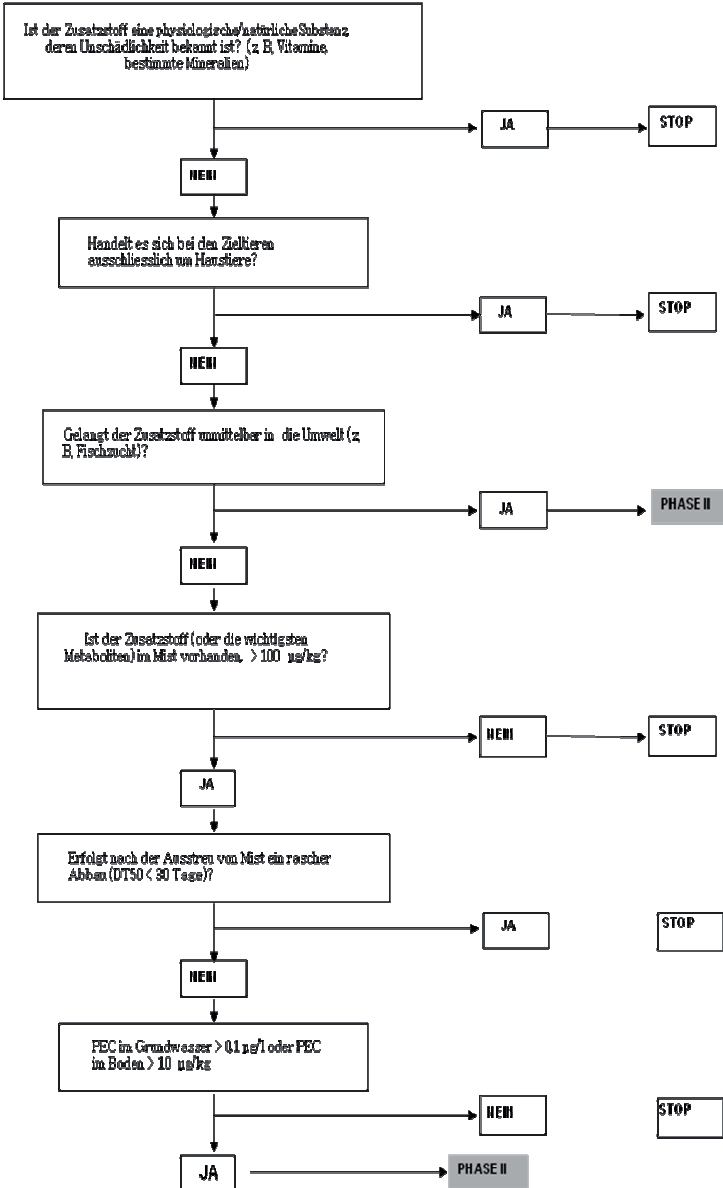 Ist der Zusatzstoff eine physiologische/natürliche Substanz,
deren Unschädlichkeit bekannt ist? (z. B, Vitamine,
bestimmte Mineralien)
JA
STOP
NEIN
Handelt es sich bei den Zieltieren
ausschliesslich um Haustiere?
JA
STOP
NEIN
Gelangt der Zusatzstoff unmittelbar in die Umwelt (z,
B, Fischzucht)?
JA
PHASE II
NEIN
Ist der Zusatzstoff (oder die wichtigsten
Metaboliten) im Mist vorhanden, > 100 µg/kg?
NEIN
STOP
JA
Erfolgt nach der Ausstreu von Mist ein rascher
Abbau (DT50 < 30 Tage)?
JA
STOP
NEIN
PEC im Grundwasser > 0.1 µg/l oder PEC
im Boden > 10 µg/kg
NEIN
STOP
JA
PHASE II